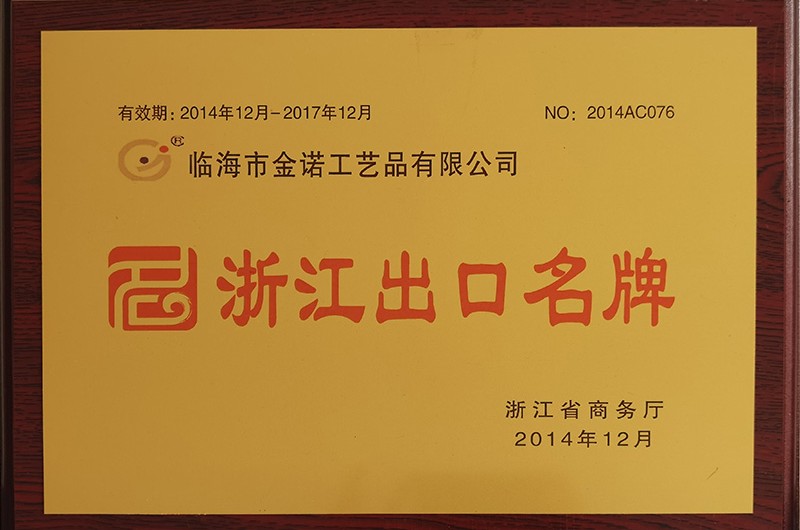 有效期：2014年12月－2017年12月 NO：2014AC076
® 临海市金诺工艺品有限公司
浙江出口名牌
浙江省商务厅
2014年12月